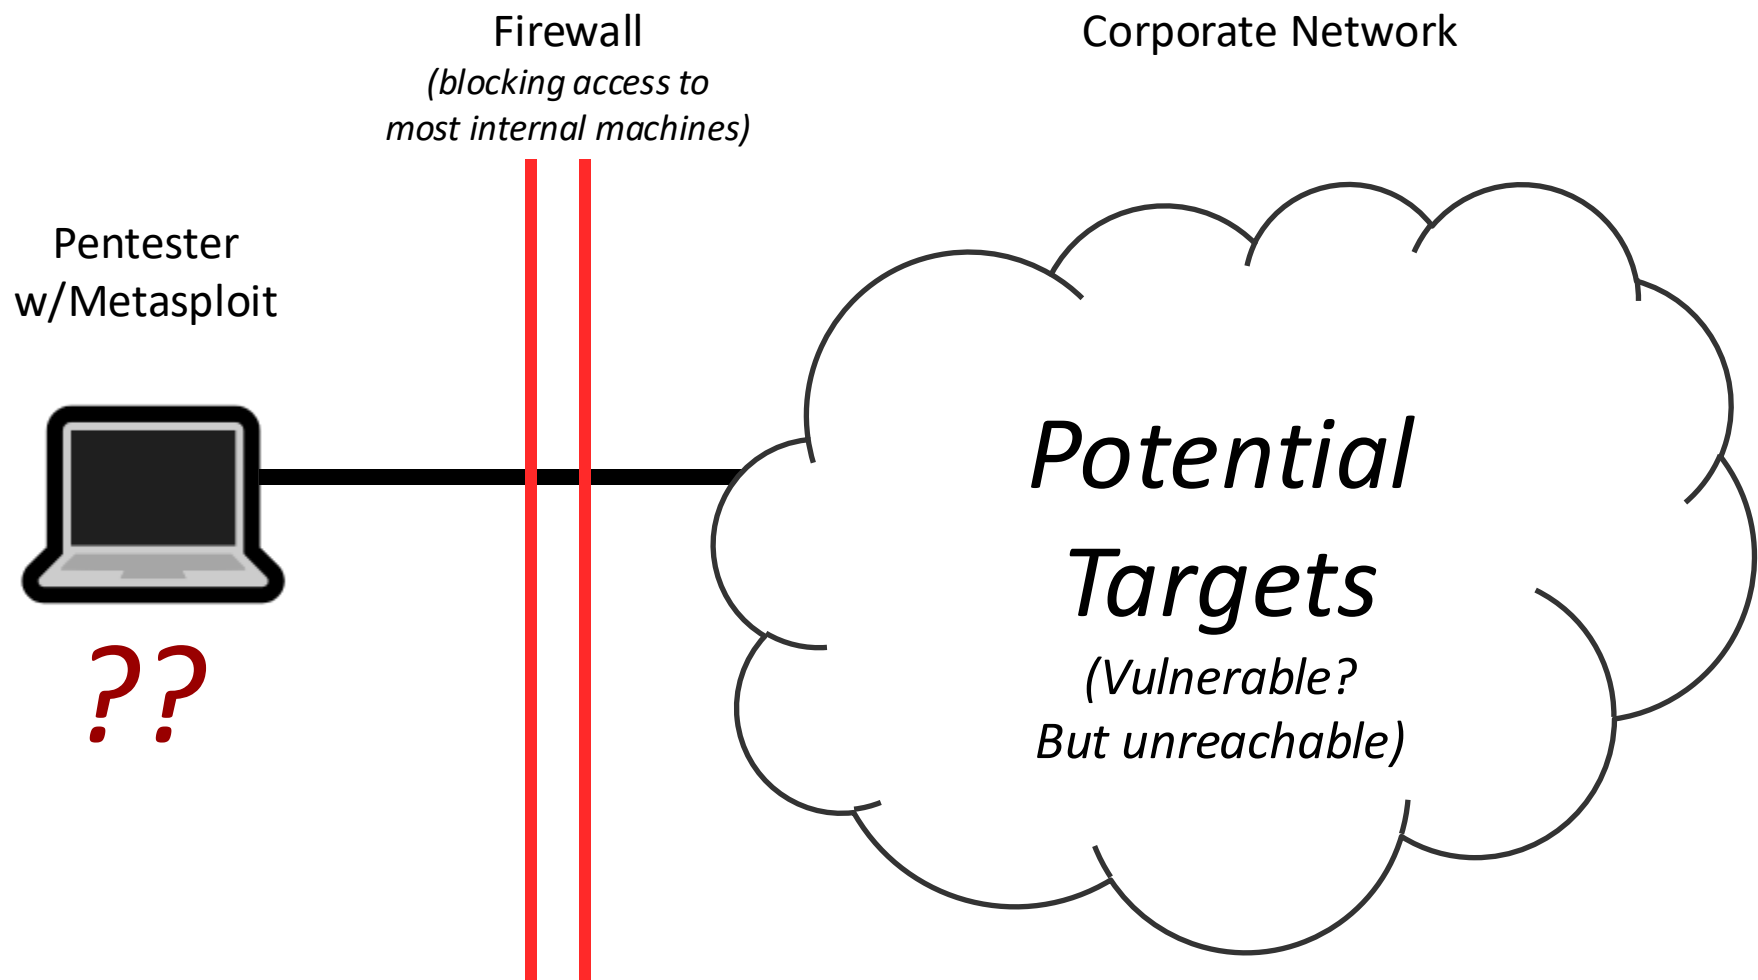 Firewall
(blocking access to
most internal machines)
Corporate Network
Pentester
w/Metasploit
??
Potential
Targets
(Vulnerable?
But unreachable)